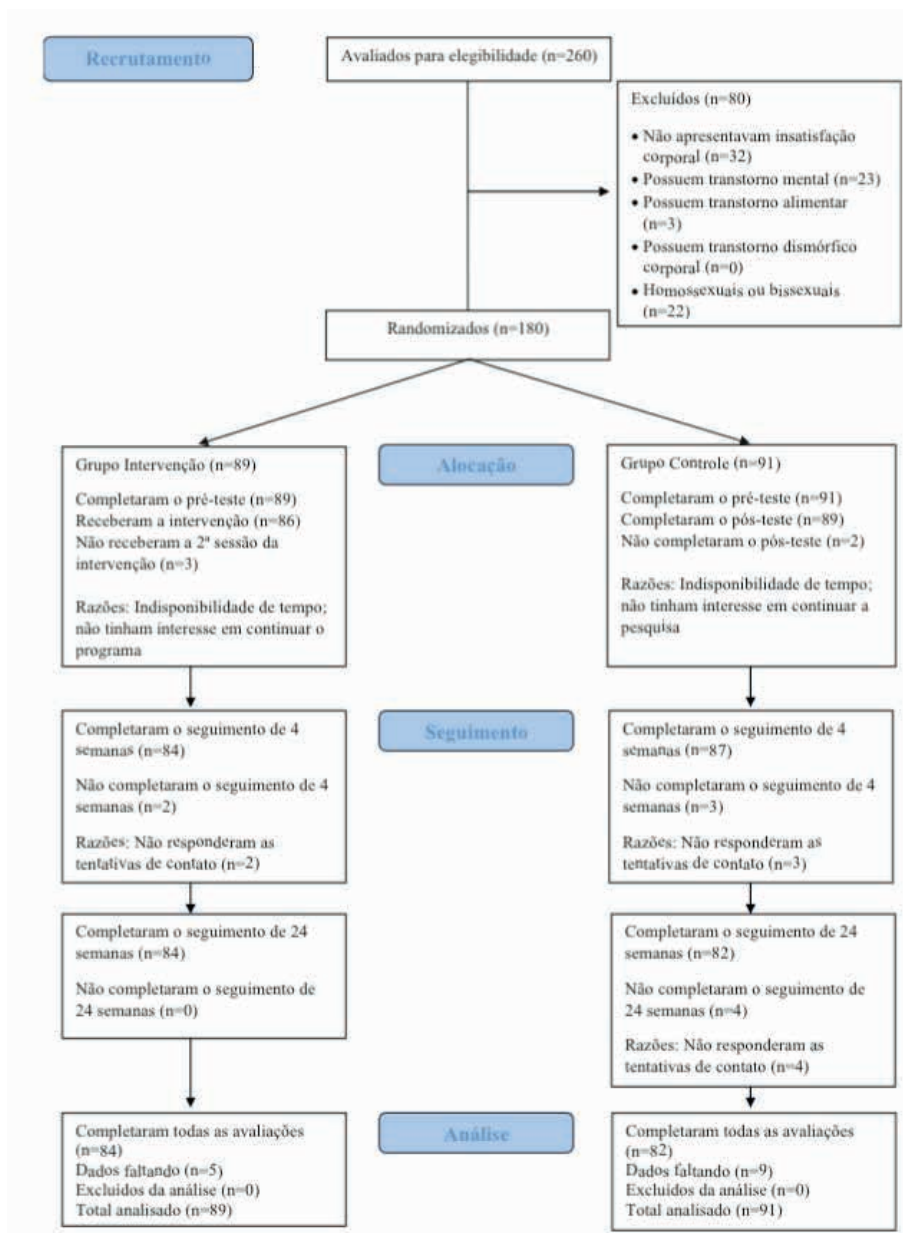 Recrutamento
Avaliados para elegibilidade (n=260)
Excluídos (n=80)
• Não apresentavam insatisfação
corporal (n=32)
• Possuem transtorno mental (n=23)
• Possuem transtorno alimentar
(n=3)
• Possuem transtorno dismórfico
corporal (n=0)
• Homossexuais ou bissexuais
(n=22)
Randomizados (n=180)
Alocação
Grupo Intervenção (n=89)
Completaram o pré-teste (n=89)
Receberam a intervenção (n=86)
Não receberam a 2ª sessão da
intervenção (n=3)
Razões: Indisponibilidade de tempo;
não tinham interesse em continuar o
programa
Grupo Controle (n=91)
Completaram o pré-teste (n=91)
Completaram o pós-teste (n=89)
Não completaram o pós-teste (n=2)
Razões: Indisponibilidade de tempo;
não tinham interesse em continuar a
pesquisa
Seguimento
Completaram o seguimento de 4
semanas (n=84)
Não completaram o seguimento de 4
semanas (n=2)
Razões: Não responderam as
tentativas de contato (n=2)
Completaram o seguimento de 4
semanas (n=87)
Não completaram o seguimento de 4
semanas (n=3)
Razões: Não responderam as
tentativas de contato (n=3)
Completaram o seguimento de 24
semanas (n=84)
Não completaram o seguimento de
24 semanas (n=0)
Completaram o seguimento de 24
semanas (n=82)
Não completaram o seguimento de
24 semanas (n=4)
Razões: Não responderam as
tentativas de contato (n=4)
Análise
Completaram todas as avaliações
(n=84)
Dados faltando (n=5)
Excluídos da análise (n=0)
Total analisado (n=89)
Completaram todas as avaliações
(n=82)
Dados faltando (n=9)
Excluídos da análise (n=0)
Total analisado (n=91)